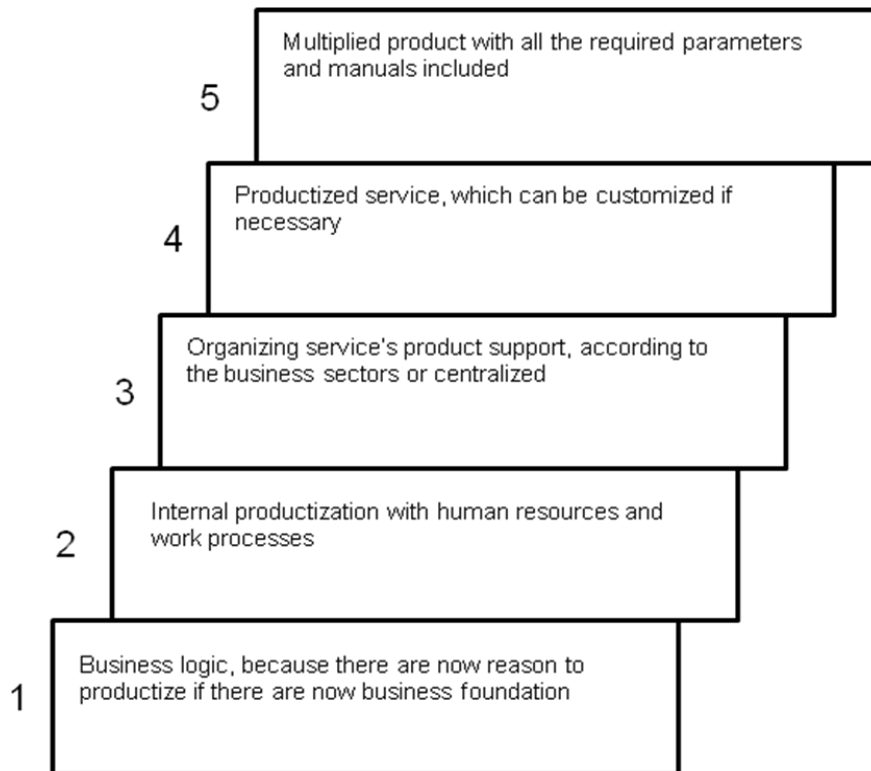 5
Multiplied product with all the required parameters
and manuals included
4
Productized service, which can be customized if
necessary
3
Organizing service's product support, according to
the business sectors or centralized
2
Internal productization with human resources and
work processes
1
Business logic, because there are now reason to
productize if there are now business foundation